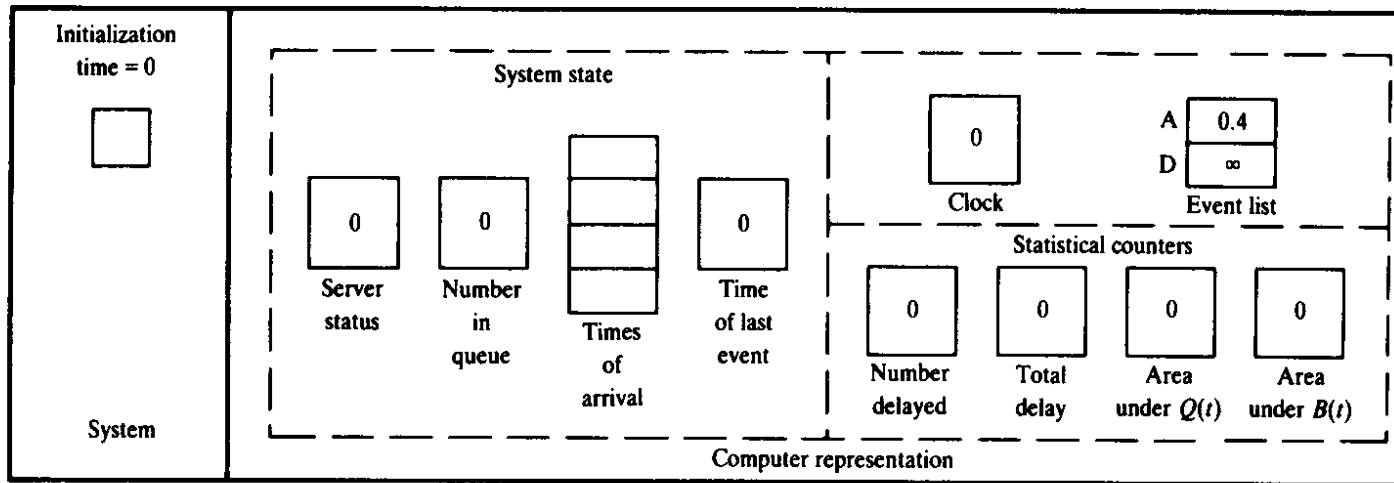 Initialization
time = 0
System
System state
0
Server
status
0
Number
in
queue
Times
of
arrival
0
Time
of last
event
0
Clock
A 0.4
D ∞
Event list
Statistical counters
0
Number
delayed
0
Total
delay
0
Area
under Q(t)
0
Area
under B(t)
Computer representation